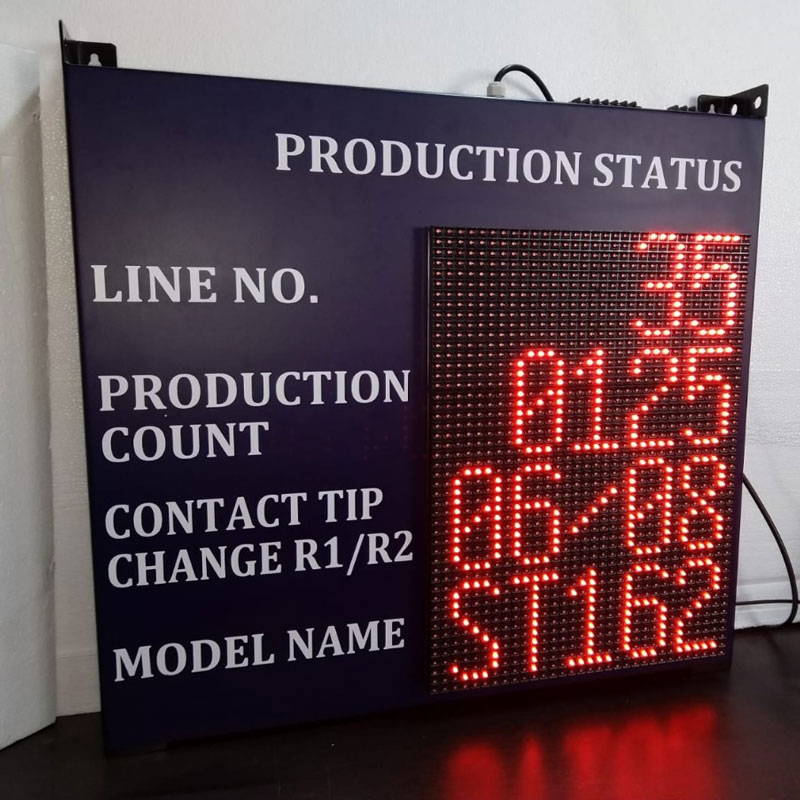 PRODUCTION STATUS
LINE NO. 35
PRODUCTION
COUNT 0125
CONTACT TIP
CHANGE R1/R2 06/08
MODEL NAME ST162